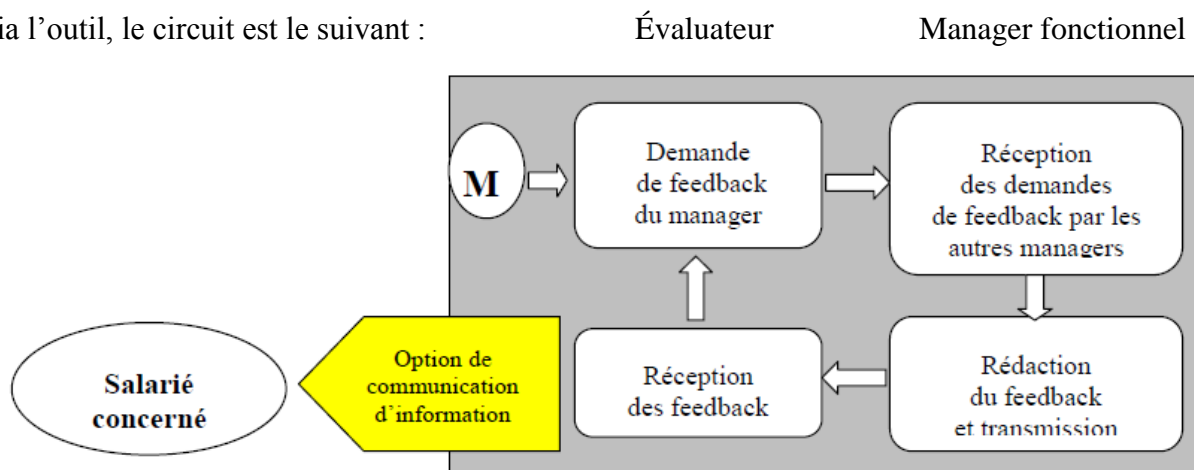 ia l’outil, le circuit est le suivant :
Évaluateur
Manager fonctionnel
M
Demande
de feedback
du manager
Réception
des demandes
de feedback par les
autres managers
Salarié
concerné
Option de
communication
d’information
Réception
des feedback
Rédaction
du feedback
et transmission